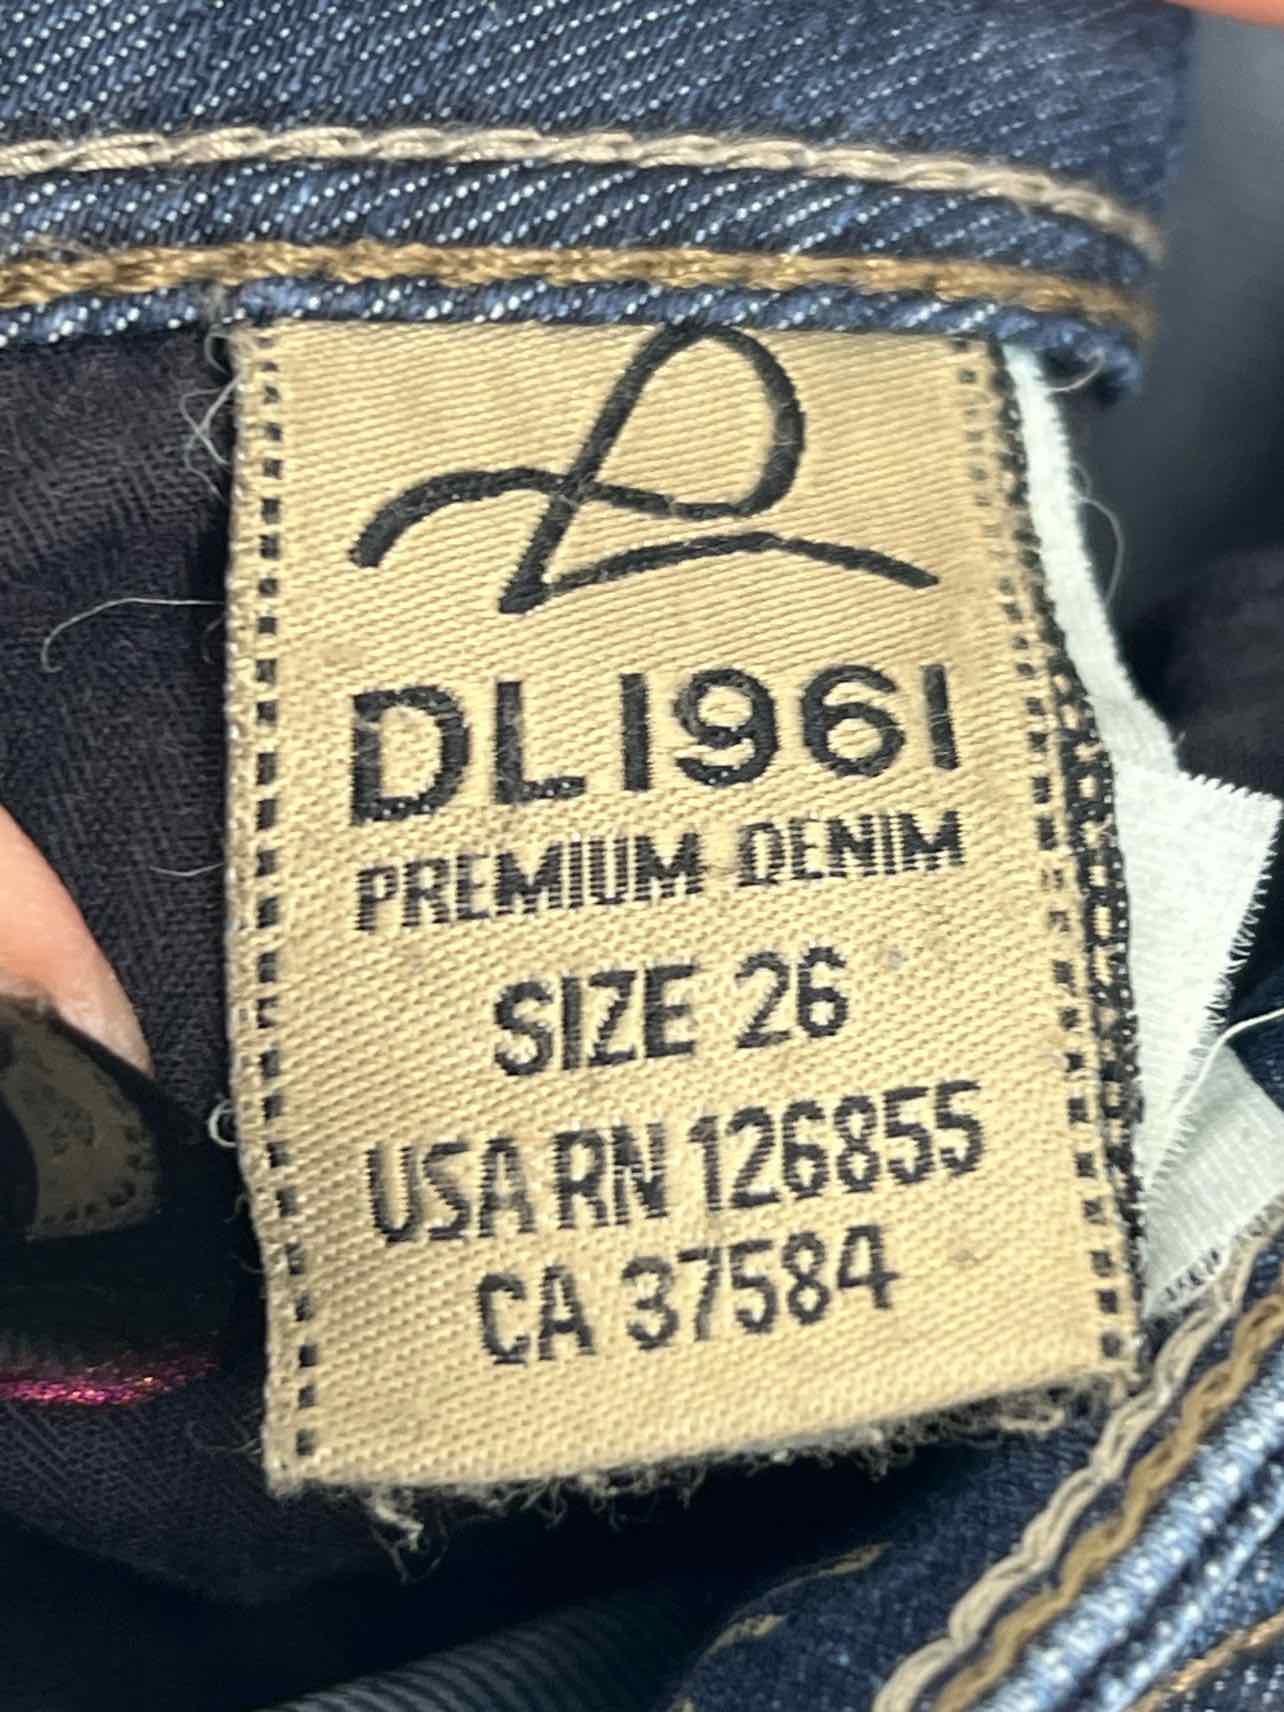 DL1961
PREMIUM DENIM
SIZE 26
USA RN 126855
CA 37584